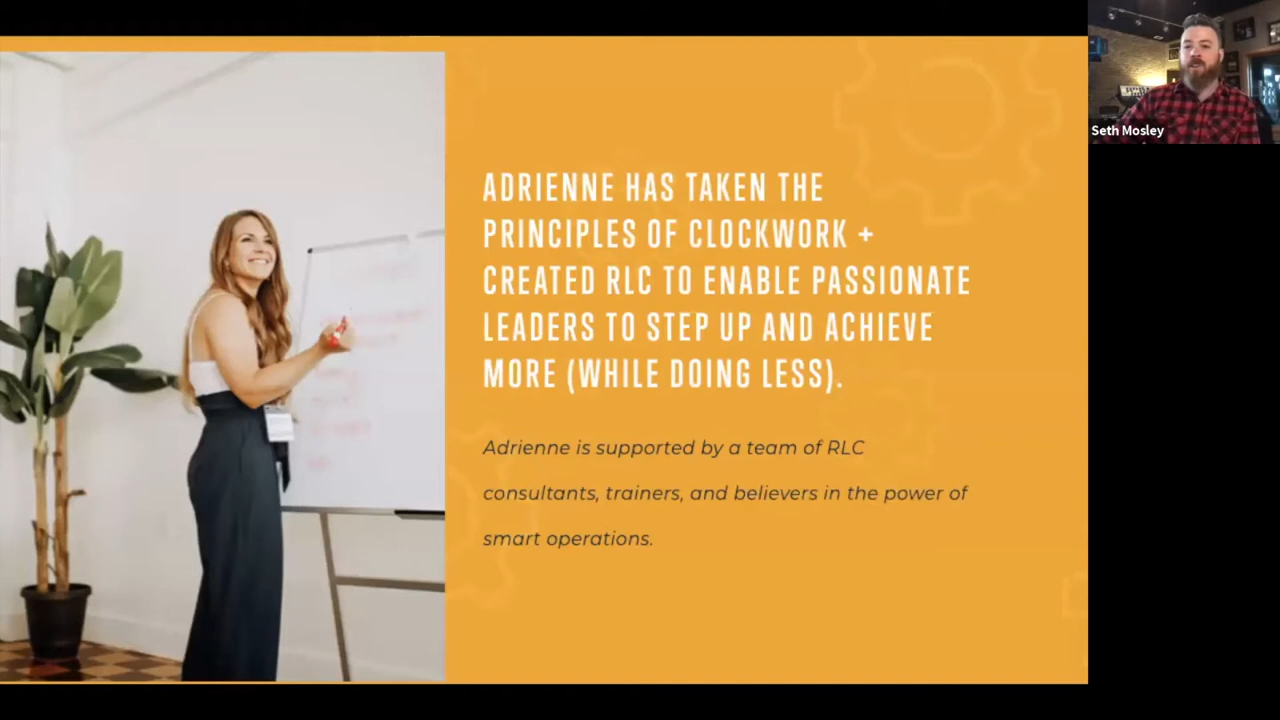 ADRIENNE HAS TAKEN THE
PRINCIPLES OF CLOCKWORK +
CREATED RLC TO ENABLE PASSIONATE
LEADERS TO STEP UP AND ACHIEVE
MORE (WHILE DOING LESS).
Adrienne is supported by a team of RLC
consultants, trainers, and believers in the power of
smart operations.
Seth Mosley